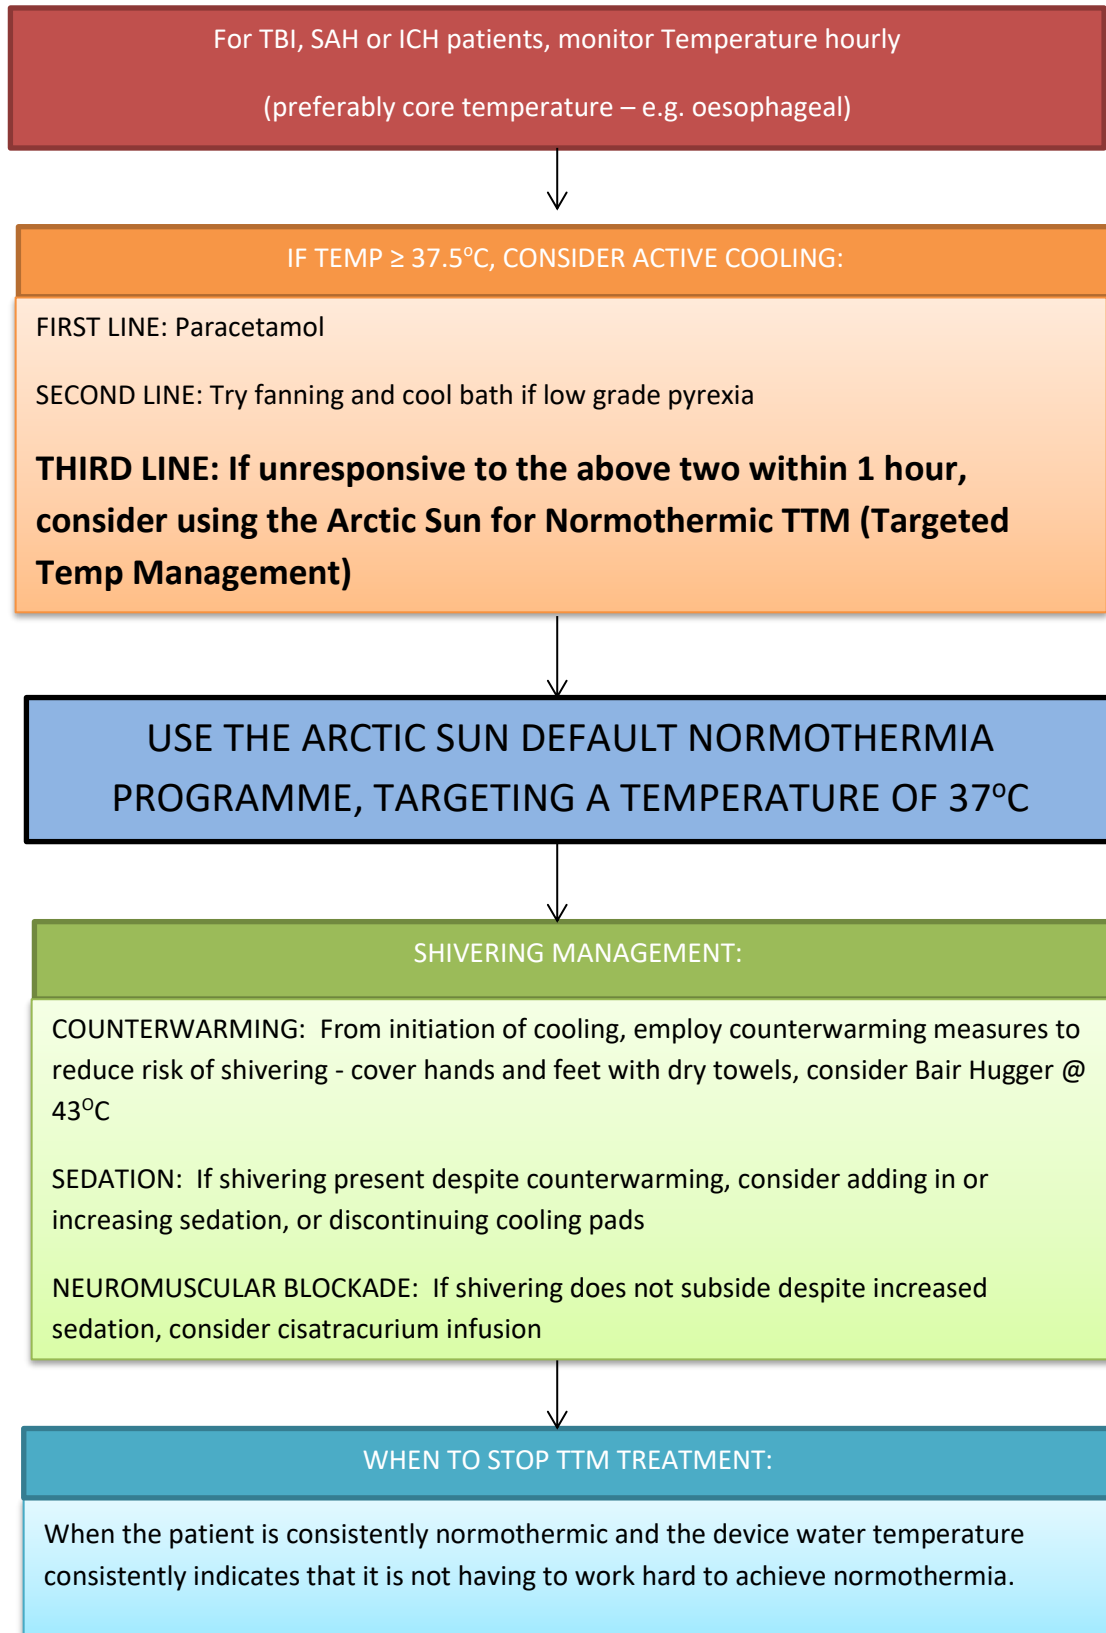 For TBI, SAH or ICH patients, monitor Temperature hourly
(preferably core temperature – e.g. oesophageal)
IF TEMP ≥ 37.5°C, CONSIDER ACTIVE COOLING:
FIRST LINE: Paracetamol
SECOND LINE: Try fanning and cool bath if low grade pyrexia
THIRD LINE: If unresponsive to the above two within 1 hour,
consider using the Arctic Sun for Normothermic TTM (Targeted
Temp Management)
USE THE ARCTIC SUN DEFAULT NORMOTHERMIA
PROGRAMME, TARGETING A TEMPERATURE OF 37°C
SHIVERING MANAGEMENT:
COUNTERWARMING: From initiation of cooling, employ counterwarming measures to
reduce risk of shivering - cover hands and feet with dry towels, consider Bair Hugger @
43°C
SEDATION: If shivering present despite counterwarming, consider adding in or
increasing sedation, or discontinuing cooling pads
NEUROMUSCULAR BLOCKADE: If shivering does not subside despite increased
sedation, consider cisatracurium infusion
WHEN TO STOP TTM TREATMENT:
When the patient is consistently normothermic and the device water temperature
consistently indicates that it is not having to work hard to achieve normothermia.